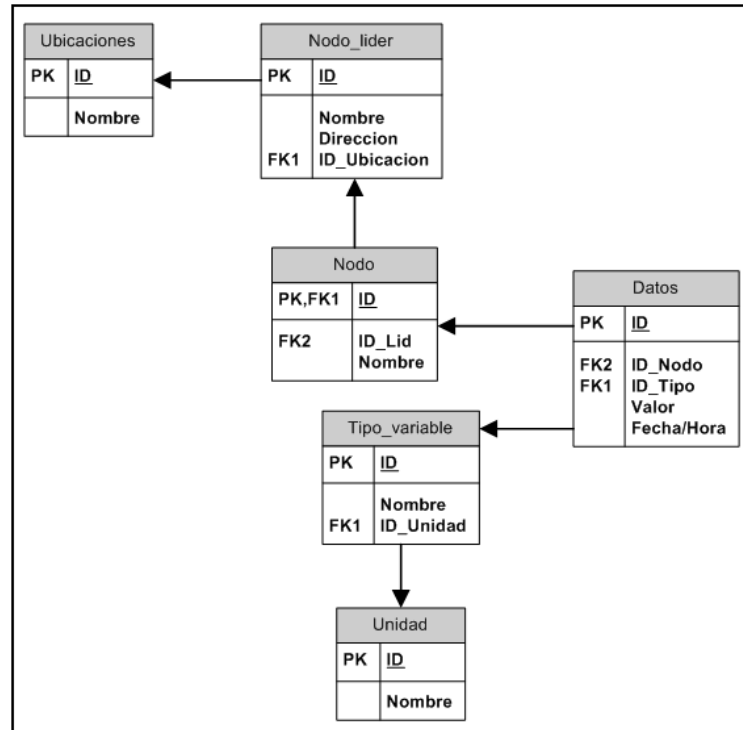 Ubicaciones
PK ID
Nombre
Nodo_lider
PK ID
Nombre
Direccion
FK1 ID_Ubicacion
Nodo
PK,FK1 ID
FK2 ID_Lid
Nombre
Datos
PK ID
FK2 ID_Nodo
FK1 ID_Tipo
Valor
Fecha/Hora
Tipo_variable
PK ID
Nombre
FK1 ID_Unidad
Unidad
PK ID
Nombre